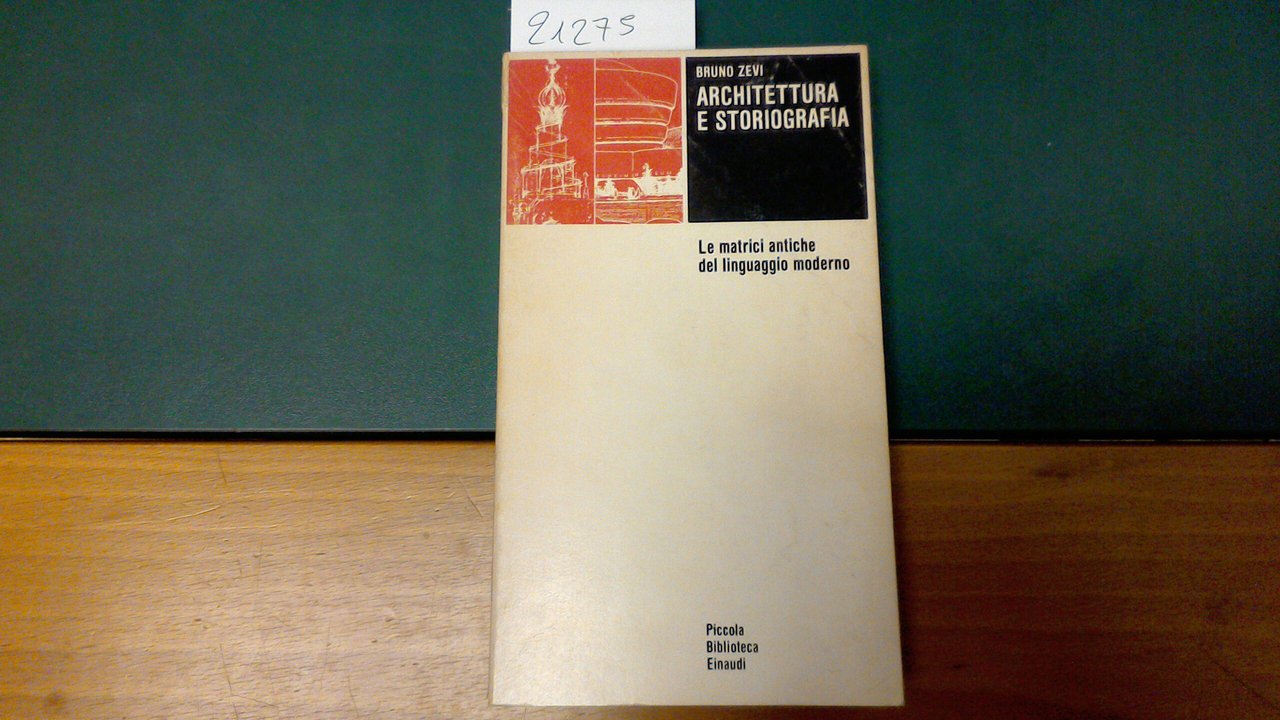 21275
BRUNO ZEVI
ARCHITETTURA
E STORIOGRAFIA
Le matrici antiche
del linguaggio moderno
Piccola
Biblioteca
Einaudi